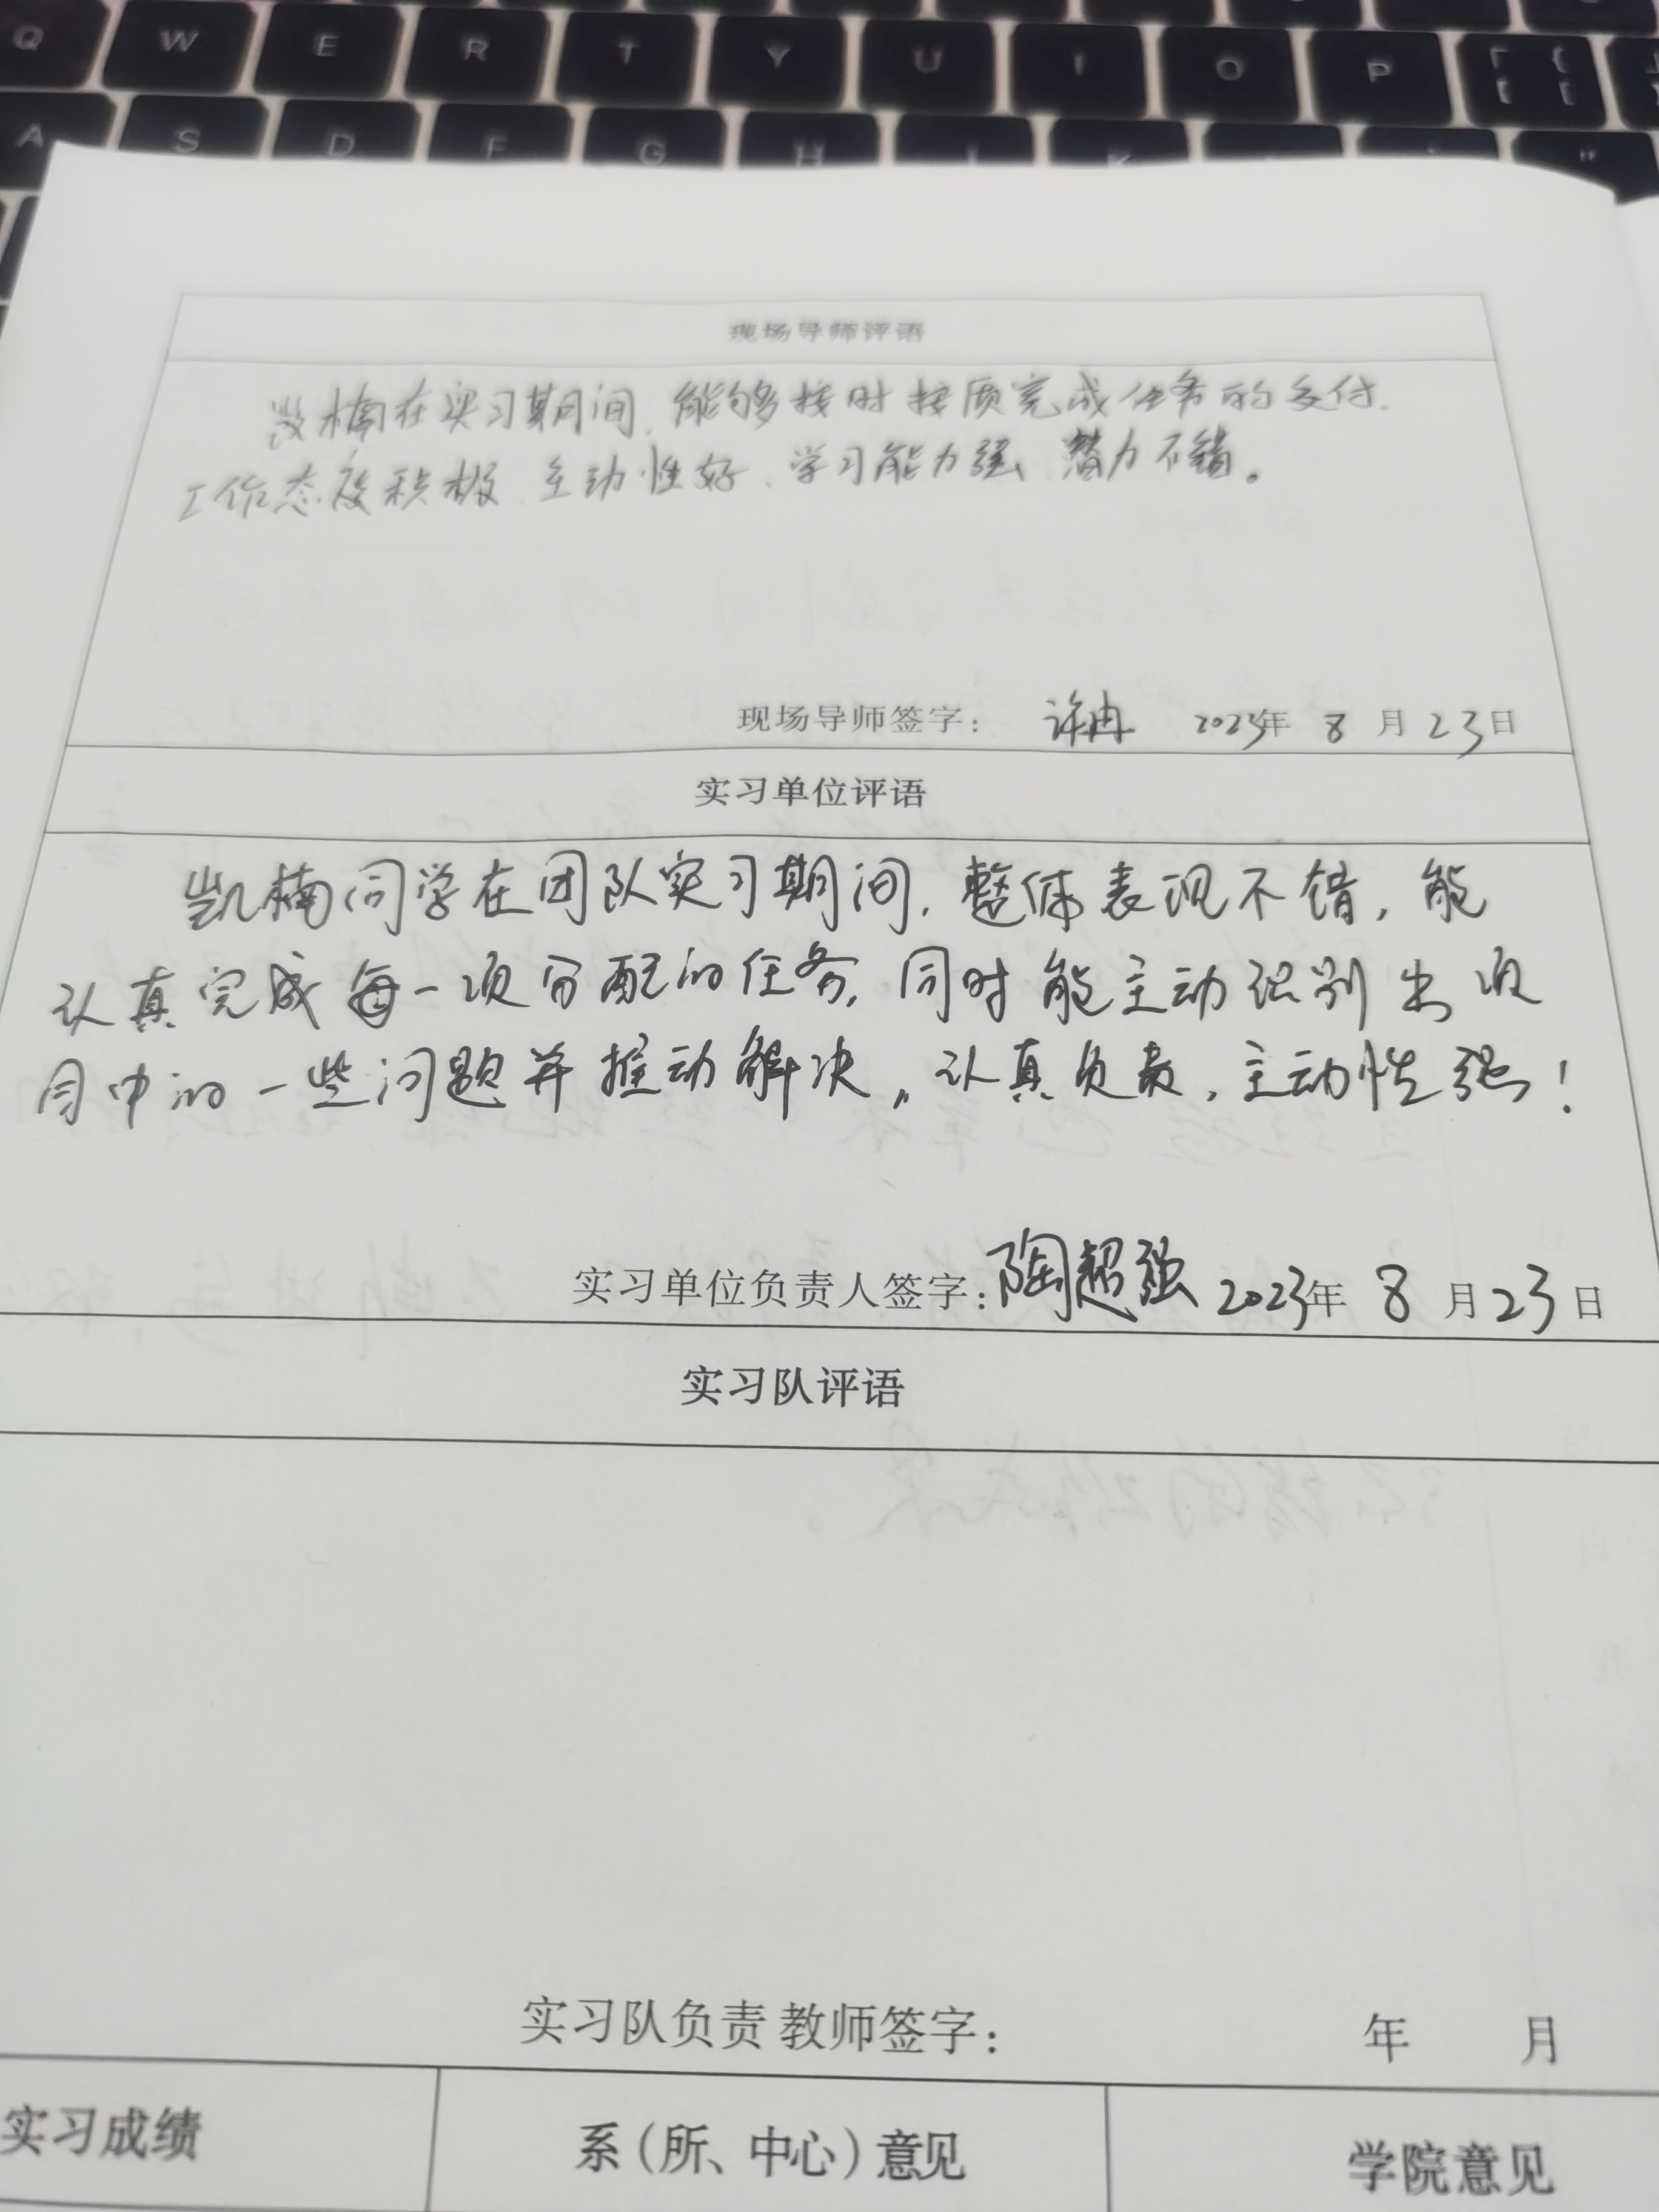 Q W E R T Y U I O P { [
A S D F G H J K
现场导师评语
凯楠在实习期间,能够按时按质完成任务的交付.
工作态度积极、主动性好、学习能力强、潜力不错。
现场导师签字: 许冉 2023年 8 月 23日
实习单位评语
凯楠同学在团队实习期间,整体表现不错,能
认真完成每一项分配的任务,同时能主动识别出项
目中的一些问题并推动解决,认真负责,主动性强!
实习单位负责人签字:陶超强 2023年 8 月 23 日
实习队评语
实习队负责教师签字: 年 月
实习成绩 系(所、中心)意见 学院意见